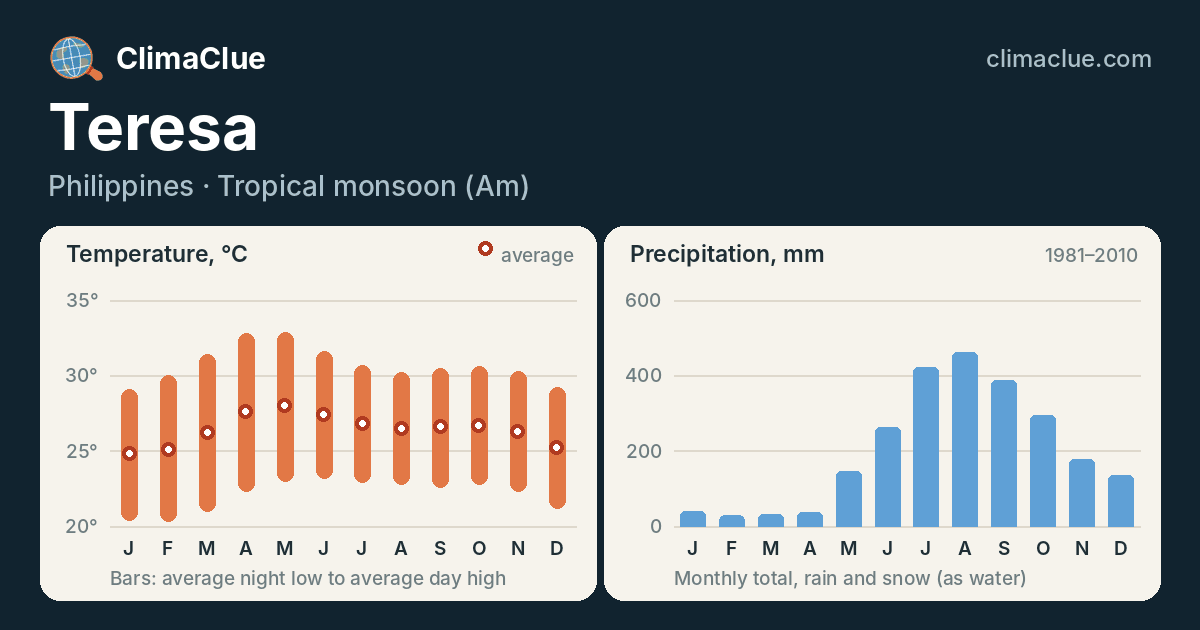 ClimaClue
climaclue.com
Teresa
Philippines · Tropical monsoon (Am)
Temperature, °C
average
35°
30°
25°
20°
J F M A M J J A S O N D
Bars: average night low to average day high
Precipitation, mm
1981–2010
600
400
200
0
J F M A M J J A S O N D
Monthly total, rain and snow (as water)